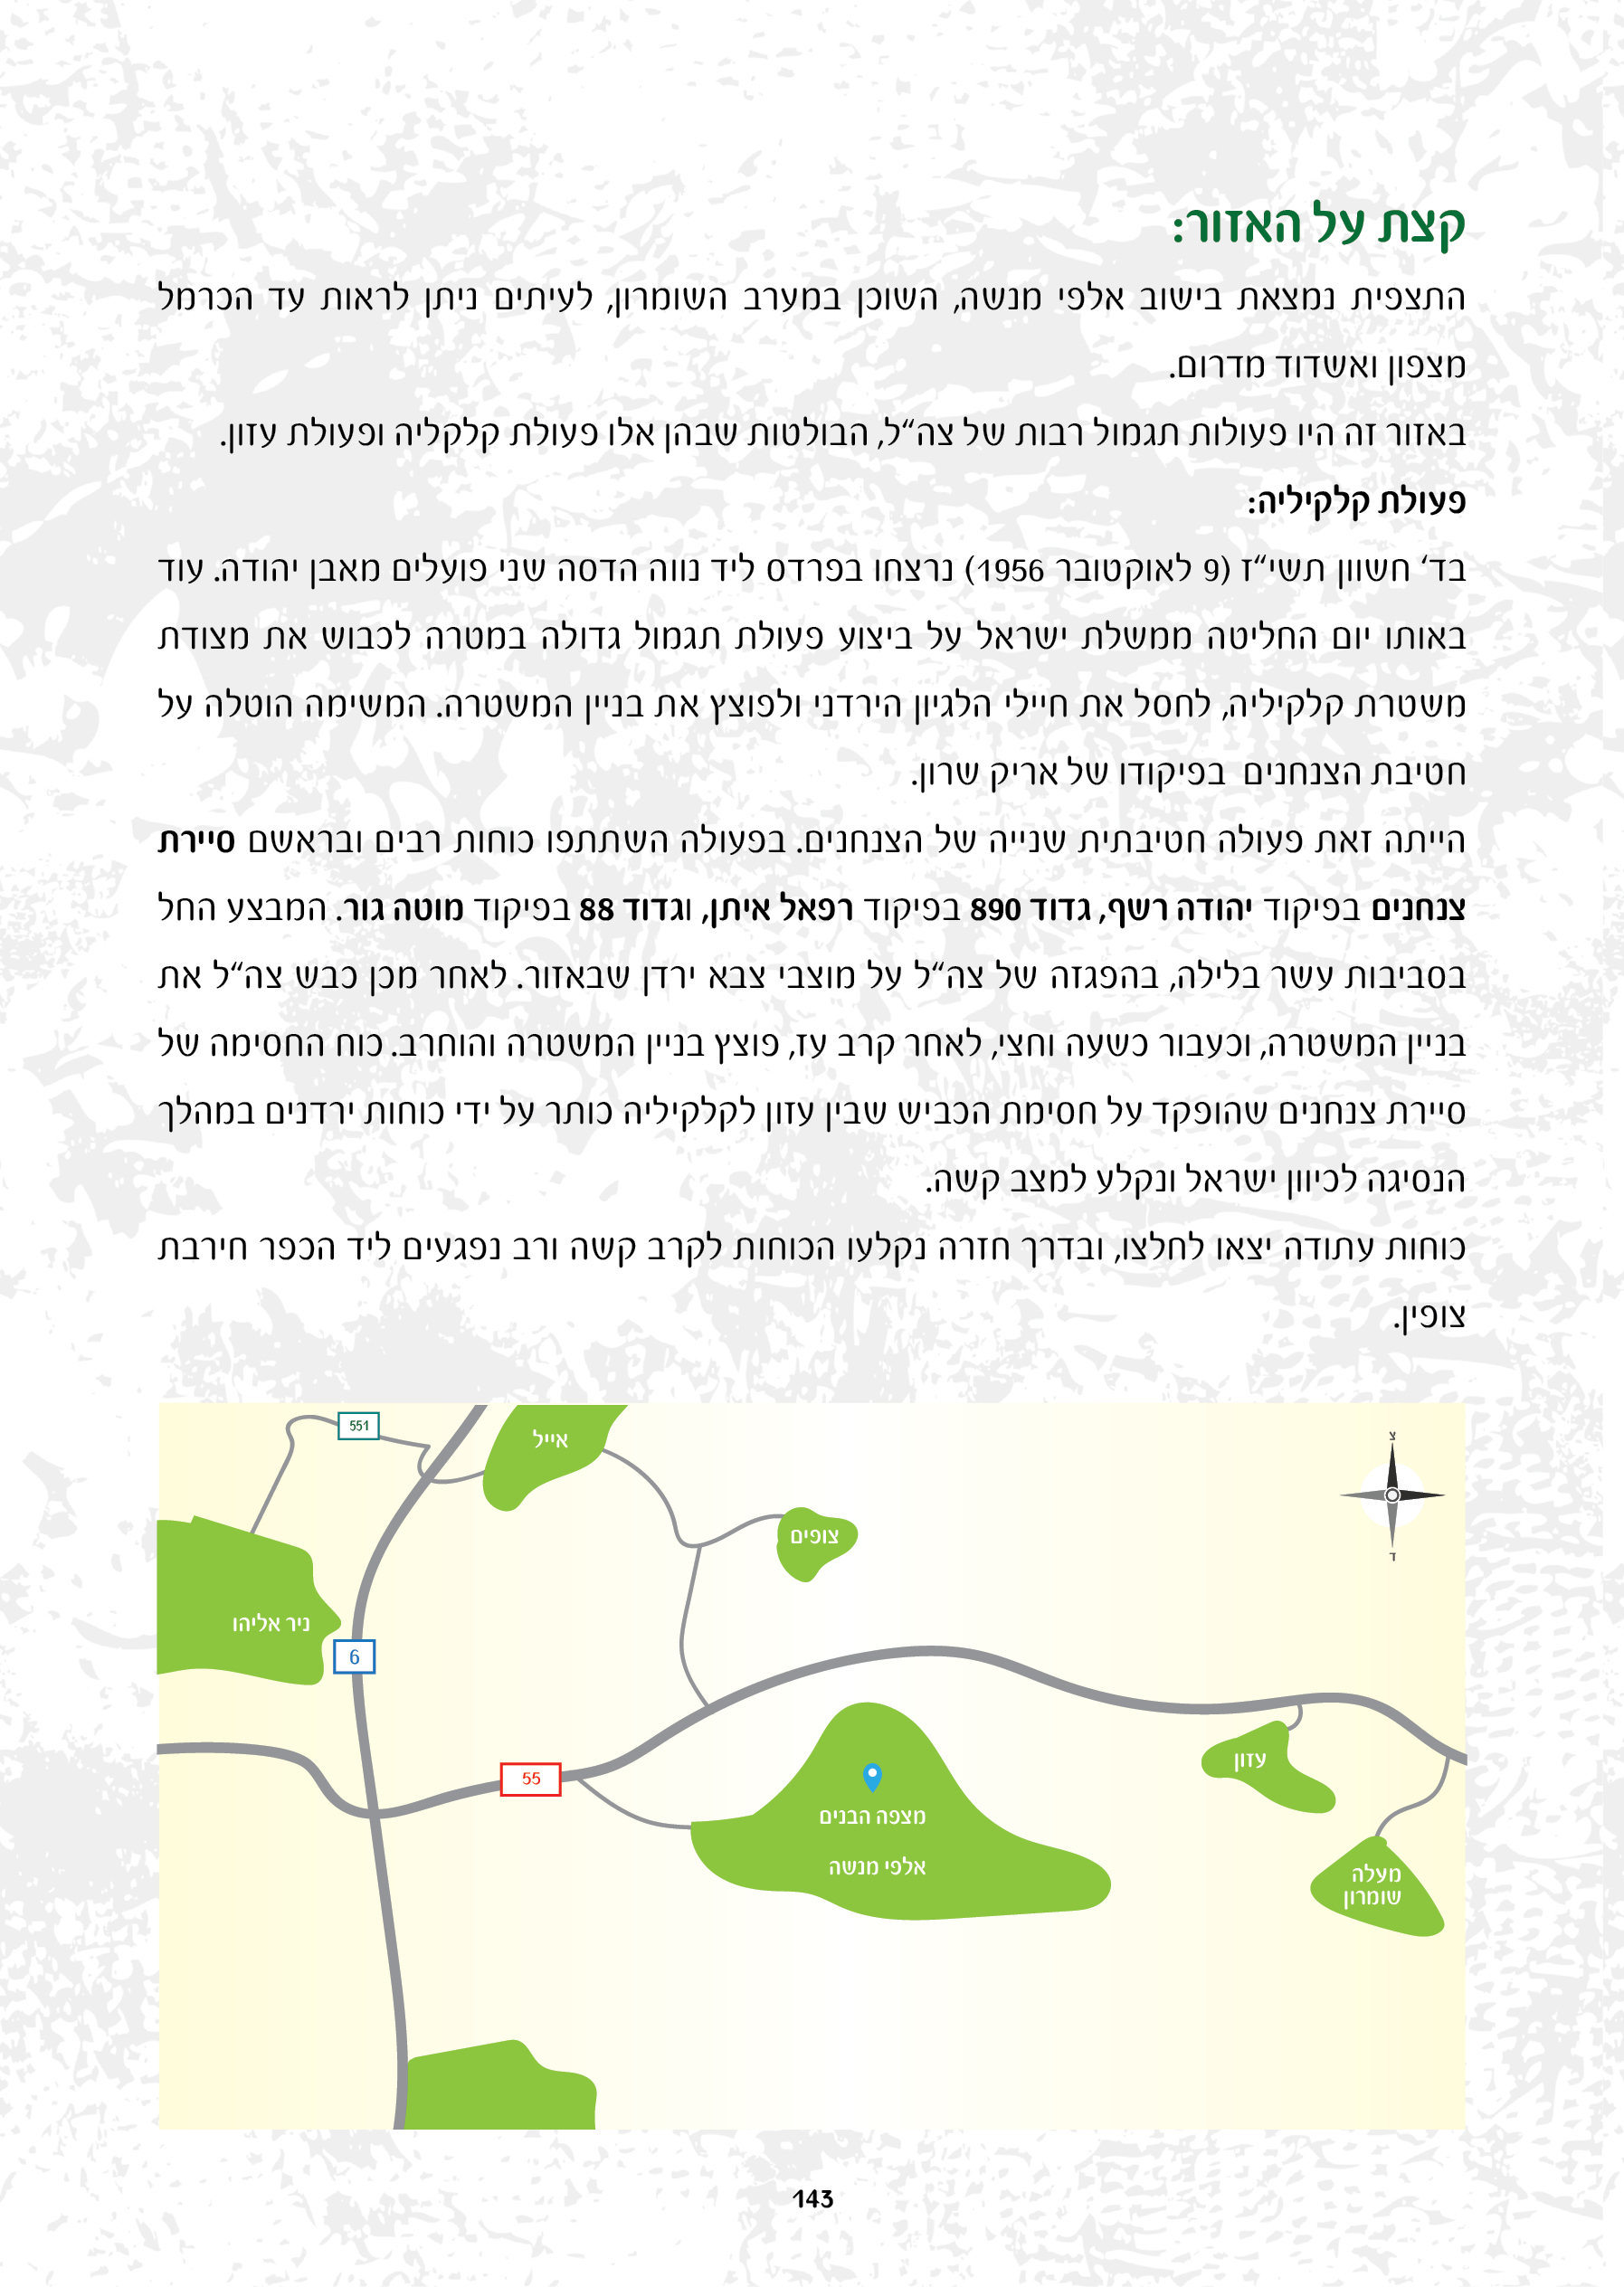 קצת על האזור:
התצפית נמצאת בישוב אלפי מנשה, השוכן במערב השומרון, לעיתים ניתן לראות עד הכרמל
מצפון ואשדוד מדרום.
באזור זה היו פעולות תגמול רבות של צה״ל, הבולטות שבהן אלו פעולת קלקליה ופעולת עזון.
פעולת קלקיליה:
בד׳ חשוון תשי״ז (9 לאוקטובר 1956) נרצחו בפרדס ליד נווה הדסה שני פועלים מאבן יהודה. עוד
באותו יום החליטה ממשלת ישראל על ביצוע פעולת תגמול גדולה במטרה לכבוש את מצודת
משטרת קלקיליה, לחסל את חיילי הלגיון הירדני ולפוצץ את בניין המשטרה. המשימה הוטלה על
חטיבת הצנחנים בפיקודו של אריק שרון.
הייתה זאת פעולה חטיבתית שנייה של הצנחנים. בפעולה השתתפו כוחות רבים ובראשם סיירת
צנחנים בפיקוד יהודה רשף, גדוד 890 בפיקוד רפאל איתן, וגדוד 88 בפיקוד מוטה גור. המבצע החל
בסביבות עשר בלילה, בהפגזה של צה״ל על מוצבי צבא ירדן שבאזור. לאחר מכן כבש צה״ל את
בניין המשטרה, וכעבור כשעה וחצי, לאחר קרב עז, פוצץ בניין המשטרה והוחרב. כוח החסימה של
סיירת צנחנים שהופקד על חסימת הכביש שבין עזון לקלקיליה כותר על ידי כוחות ירדנים במהלך
הנסיגה לכיוון ישראל ונקלע למצב קשה.
כוחות עתודה יצאו לחלצו, ובדרך חזרה נקלעו הכוחות לקרב קשה ורב נפגעים ליד הכפר חירבת
צופין.
צ
ד
551
אייל
צופים
ניר אליהו
6
55
עזון
מצפה הבנים
אלפי מנשה
מעלה
שומרון
143